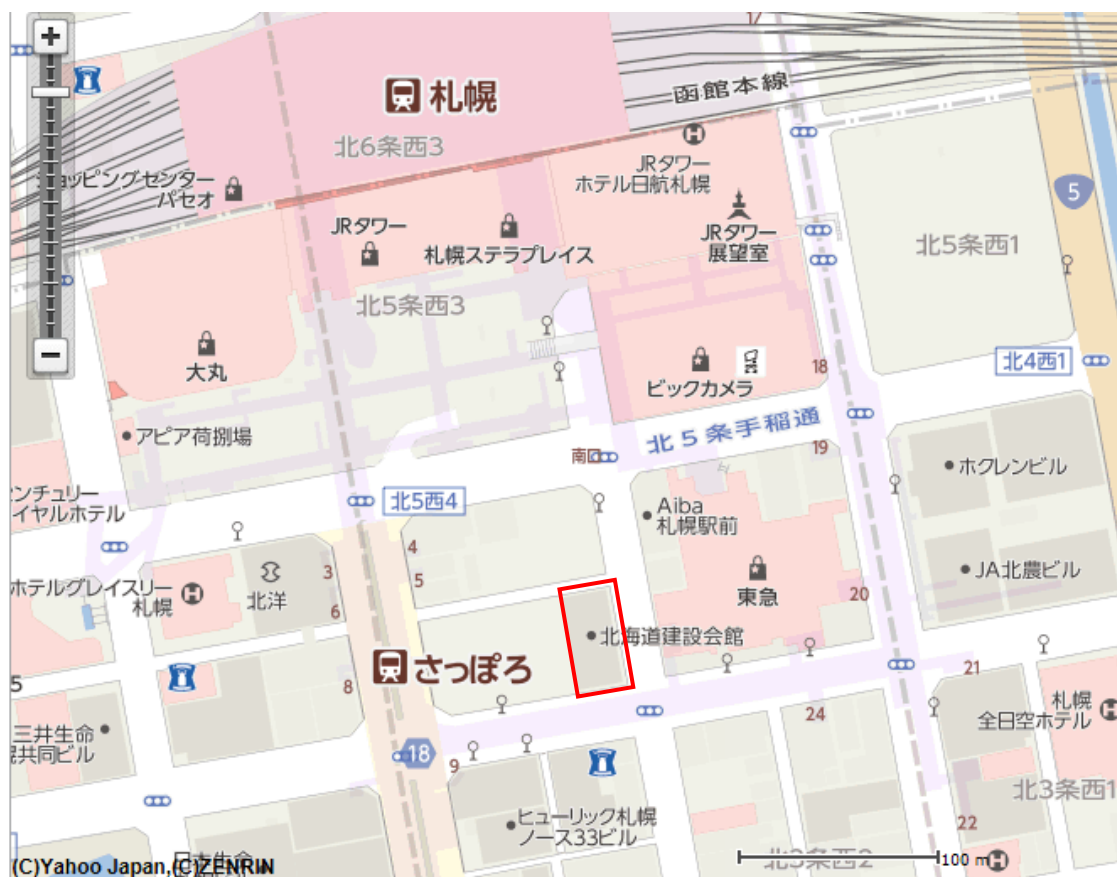 17
札幌
函館本線
北6条西3
JRタワー
ホテル日航札幌
ョッピングセンター
パセオ
5
JRタワー
札幌ステラプレイス
JRタワー
展望室
北5条西1
北5条西3
大丸
ビックカメラ
18
北4西1
アピア荷捌場
北5条手稲通
南口
19
ホクレンビル
ンチュリー
イヤルホテル
北5西4
Aiba
札幌駅前
4
3
5
ホテルグレイスリー
札幌
北洋
6
東急
20
JA北農ビル
北海道建設会館
さっぽろ
5
8
21
札幌
全日空ホテル
24
三井生命
幌共同ビル
18
9
北3条西1
ヒューリック札幌
ノース33ビル
22
日本生命
北3条西2
100 m
(C)Yahoo Japan,(C)ZENRIN